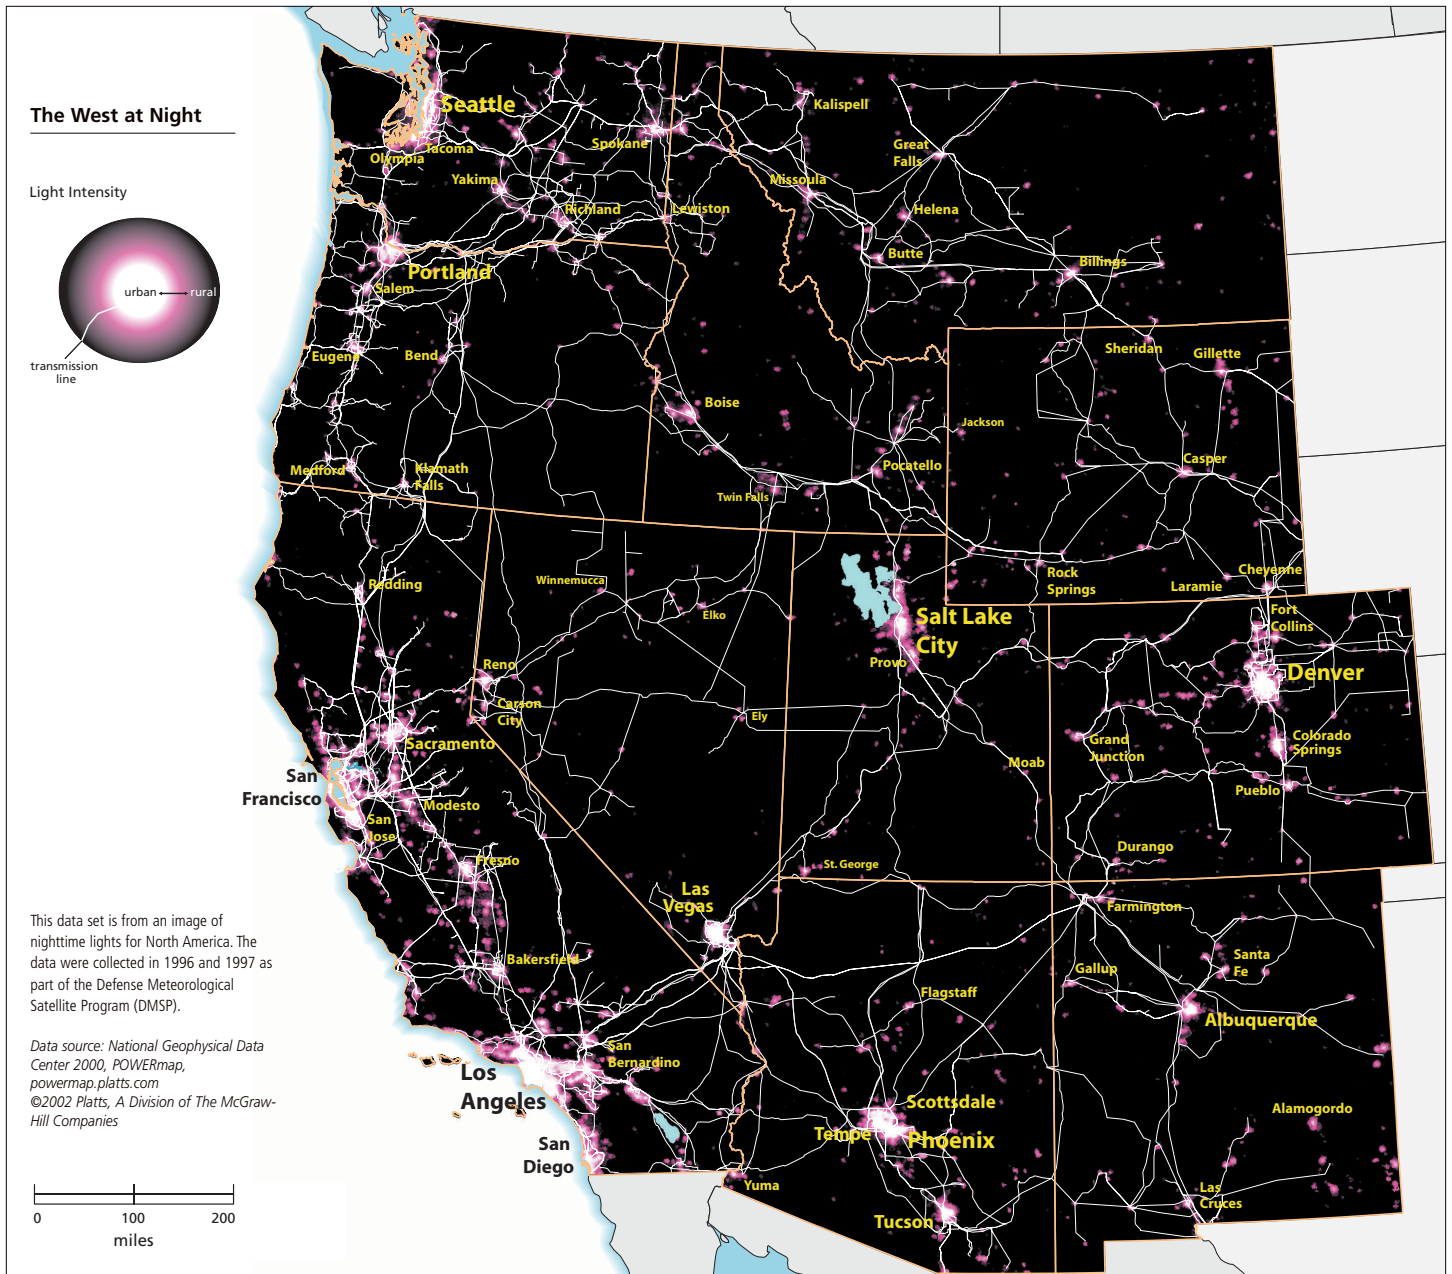 The West at Night
Light Intensity
urban
rural
transmission
line
This data set is from an image of
nighttime lights for North America. The
data were collected in 1996 and 1997 as
part of the Defense Meteorological
Satellite Program (DMSP).
Data source: National Geophysical Data
Center 2000, POWERmap,
powermap.platts.com
©2002 Platts, A Division of The McGraw-
Hill Companies
0
100
200
miles
Seattle
Tacoma
Olympia
Spokane
Yakima
Richland
Lewiston
Kalispell
Great
Falls
Missoula
Helena
Butte
Billings
Portland
Salem
Eugene
Bend
Medford
Klamath
Falls
Boise
Twin Falls
Pocatello
Jackson
Sheridan
Gillette
Casper
Rock
Springs
Laramie
Cheyenne
Redding
Winnemucca
Elko
Reno
Carson
City
Ely
Salt Lake
City
Provo
Moab
St. George
Fort
Collins
Denver
Colorado
Springs
Grand
Junction
Pueblo
Durango
Sacramento
San
Francisco
Modesto
San
Jose
Fresno
Bakersfield
Las
Vegas
Farmington
Gallup
Santa
Fe
Albuquerque
Flagstaff
San
Bernardino
Los
Angeles
San
Diego
Scottsdale
Tempe
Phoenix
Alamogordo
Yuma
Tucson
Las
Cruces